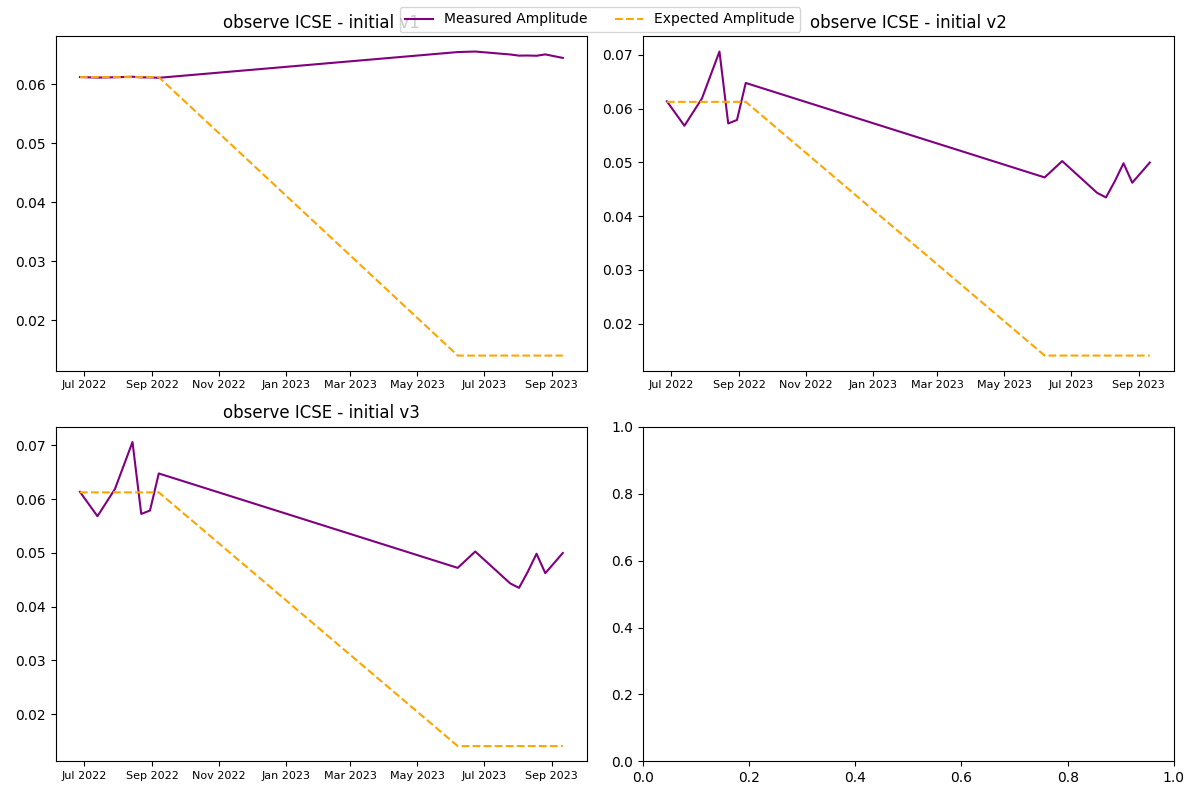 Measured Amplitude Expected Amplitude
observe ICSE - initial v1
0.06
0.05
0.04
0.03
0.02
Jul 2022 Sep 2022 Nov 2022 Jan 2023 Mar 2023 May 2023 Jul 2023 Sep 2023
observe ICSE - initial v2
0.07
0.06
0.05
0.04
0.03
0.02
Jul 2022 Sep 2022 Nov 2022 Jan 2023 Mar 2023 May 2023 Jul 2023 Sep 2023
observe ICSE - initial v3
0.07
0.06
0.05
0.04
0.03
0.02
Jul 2022 Sep 2022 Nov 2022 Jan 2023 Mar 2023 May 2023 Jul 2023 Sep 2023
1.0
0.8
0.6
0.4
0.2
0.0
0.0 0.2 0.4 0.6 0.8 1.0